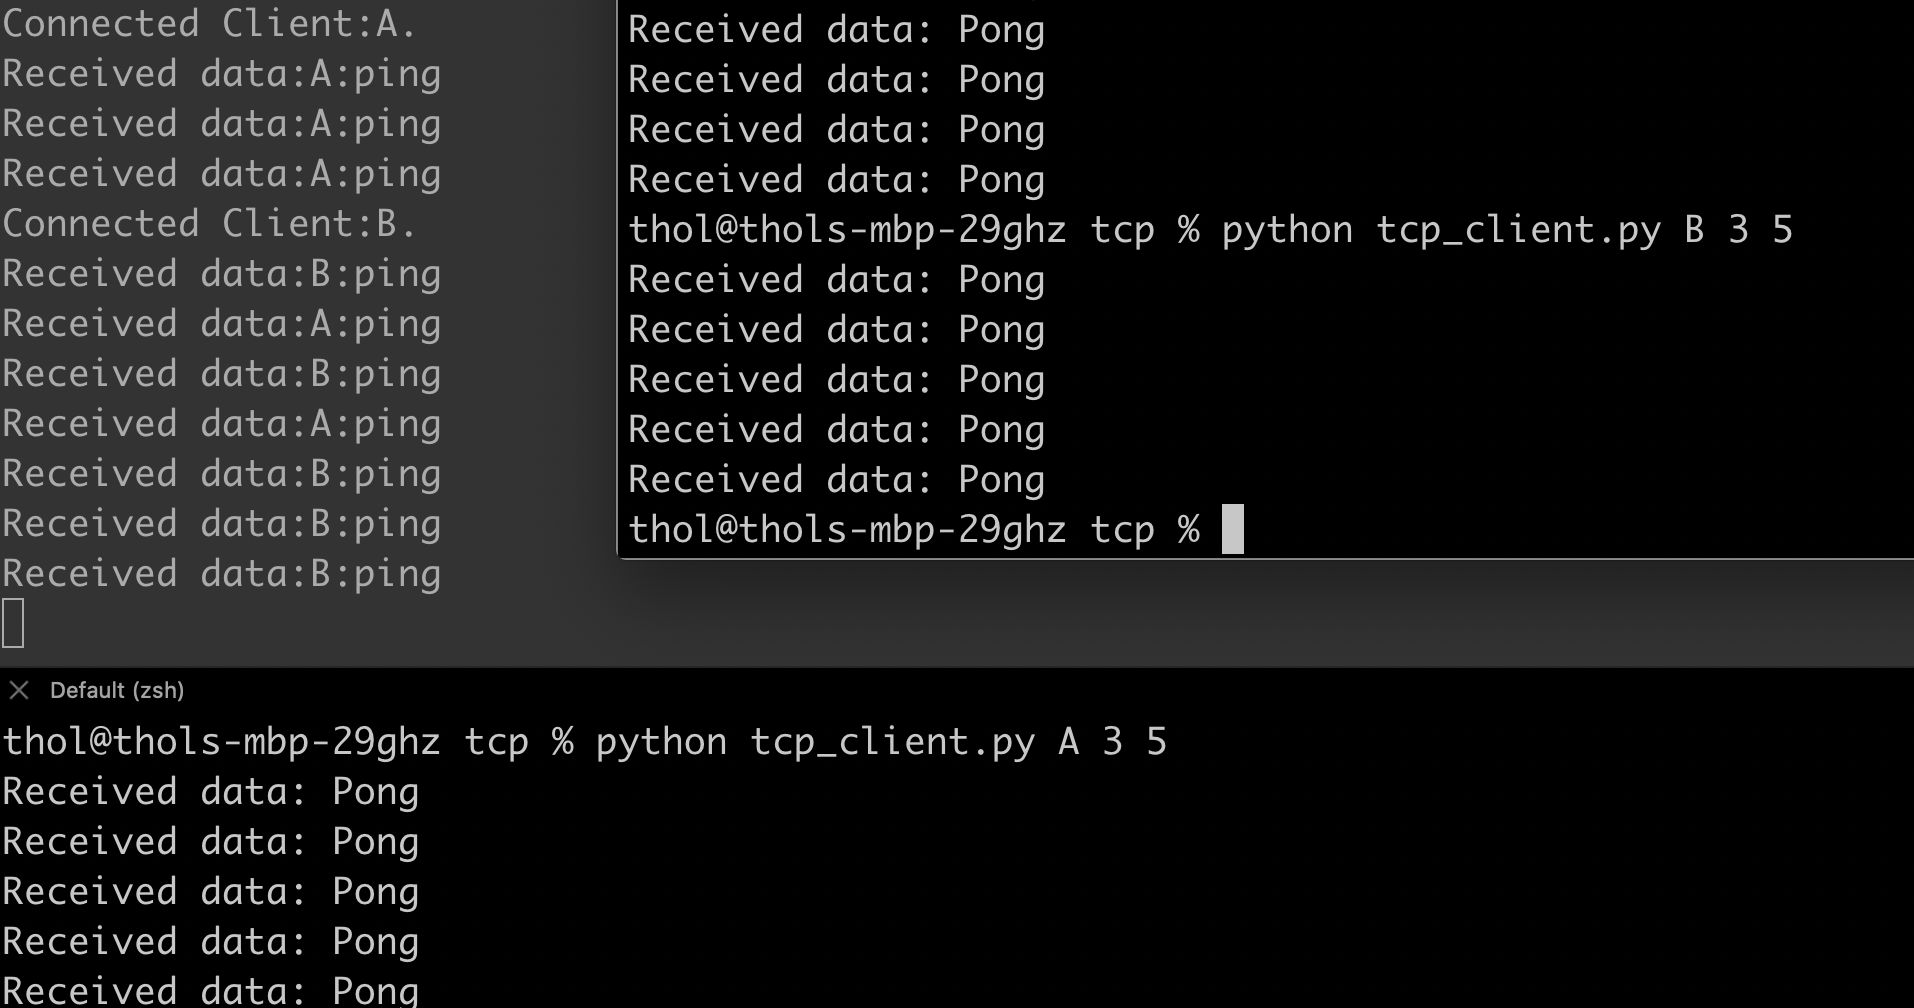 Connected Client:A.
Received data:A:ping
Received data:A:ping
Received data:A:ping
Connected Client:B.
Received data:B:ping
Received data:A:ping
Received data:B:ping
Received data:A:ping
Received data:B:ping
Received data:B:ping
Received data:B:ping
Received data: Pong
Received data: Pong
Received data: Pong
Received data: Pong
thol@thols-mbp-29ghz tcp % python tcp_client.py B 3 5
Received data: Pong
Received data: Pong
Received data: Pong
Received data: Pong
Received data: Pong
thol@thols-mbp-29ghz tcp %
Default (zsh)
thol@thols-mbp-29ghz tcp % python tcp_client.py A 3 5
Received data: Pong
Received data: Pong
Received data: Pong
Received data: Pong
Received data: Pong